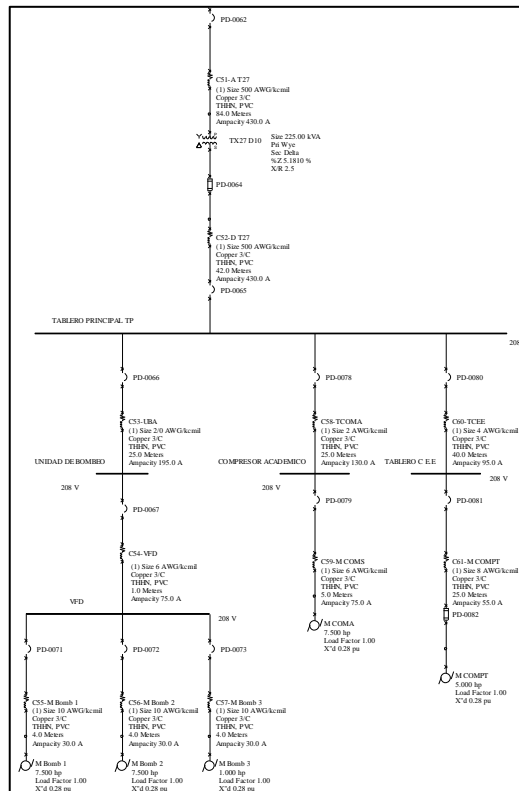 PD-0062
C51-A T27
(1) Size 500 AWG/kcmil
Copper 3/C
THHN, PVC
84.0 Meters
Ampacity 430.0 A
TX27 D10
Size 225.00 kVA
Pri Wye
Sec Delta
%Z 5.1810 %
X/R 2.5
PD-0064
C52-D T27
(1) Size 500 AWG/kcmil
Copper 3/C
THHN, PVC
42.0 Meters
Ampacity 430.0 A
PD-0065
TABLERO PRINCIPAL TP
208
PD-0066
PD-0078
PD-0080
C53-UBA
(1) Size 2/0 AWG/kcmil
Copper 3/C
THHN, PVC
25.0 Meters
Ampacity 195.0 A
C58-TCOMA
(1) Size 2 AWG/kcmil
Copper 3/C
THHN, PVC
25.0 Meters
Ampacity 130.0 A
C60-TCEE
(1) Size 4 AWG/kcmil
Copper 3/C
THHN, PVC
40.0 Meters
Ampacity 95.0 A
UNIDAD DE BOMBEO
208 V
COMPRESOR ACADEMICO
208 V
TABLERO C E.E
208 V
PD-0067
PD-0079
PD-0081
C54-VFD
(1) Size 6 AWG/kcmil
Copper 3/C
THHN, PVC
1.0 Meters
Ampacity 75.0 A
C59-M COMS
(1) Size 6 AWG/kcmil
Copper 3/C
THHN, PVC
5.0 Meters
Ampacity 75.0 A
C61-M COMPT
(1) Size 8 AWG/kcmil
Copper 3/C
THHN, PVC
25.0 Meters
Ampacity 55.0 A
PD-0082
VFD
208 V
M COMA
7.500 hp
Load Factor 1.00
X"d 0.28 pu
M COMPT
5.000 hp
Load Factor 1.00
X"d 0.28 pu
PD-0071
PD-0072
PD-0073
C55-M Bomb 1
(1) Size 10 AWG/kcmil
Copper 3/C
THHN, PVC
4.0 Meters
Ampacity 30.0 A
C56-M Bomb 2
(1) Size 10 AWG/kcmil
Copper 3/C
THHN, PVC
4.0 Meters
Ampacity 30.0 A
C57-M Bomb 3
(1) Size 10 AWG/kcmil
Copper 3/C
THHN, PVC
4.0 Meters
Ampacity 30.0 A
M Bomb 1
7.500 hp
Load Factor 1.00
X"d 0.28 pu
M Bomb 2
7.500 hp
Load Factor 1.00
X"d 0.28 pu
M Bomb 3
1.000 hp
Load Factor 1.00
X"d 0.28 pu